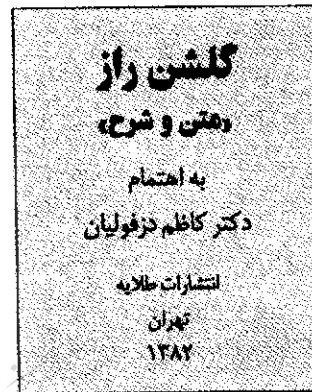 گلشن راز
«متن و شرح»
به اهتمام
دکتر کاظم دزفولیان
انتشارات طلایه
تهران
۱۳۸۲